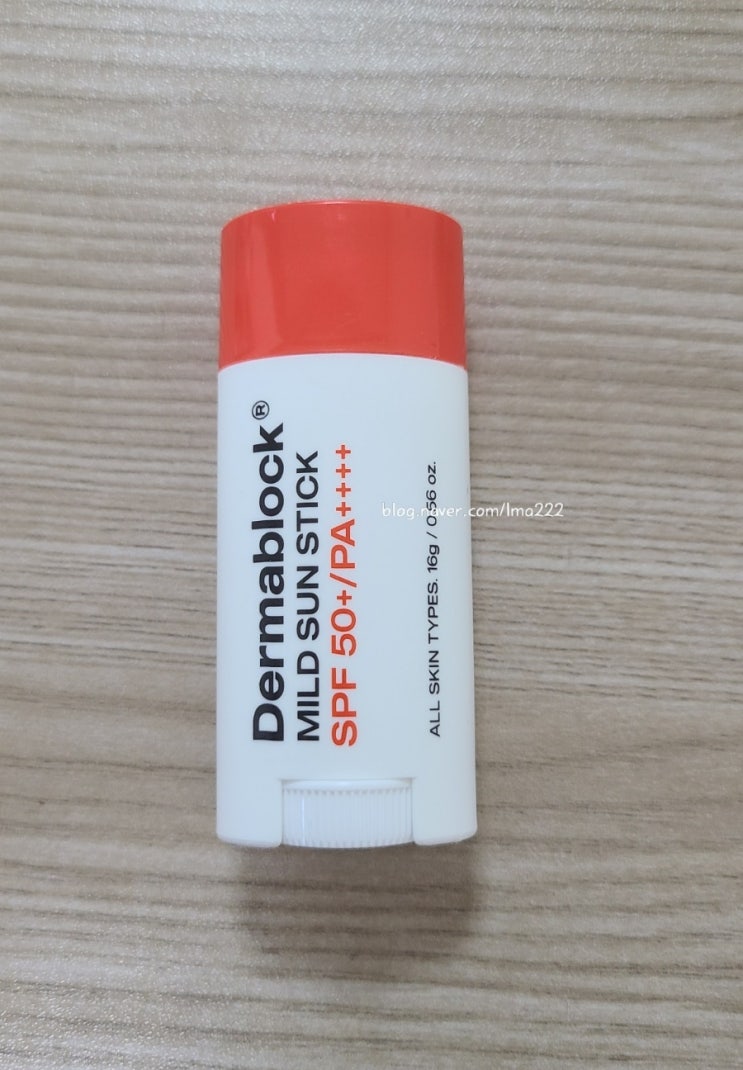 Dermablock®
MILD SUN STICK
SPF 50+/PA++++
ALL SKIN TYPES. 16g / 0.56 oz.
blog.naver.com/lma222